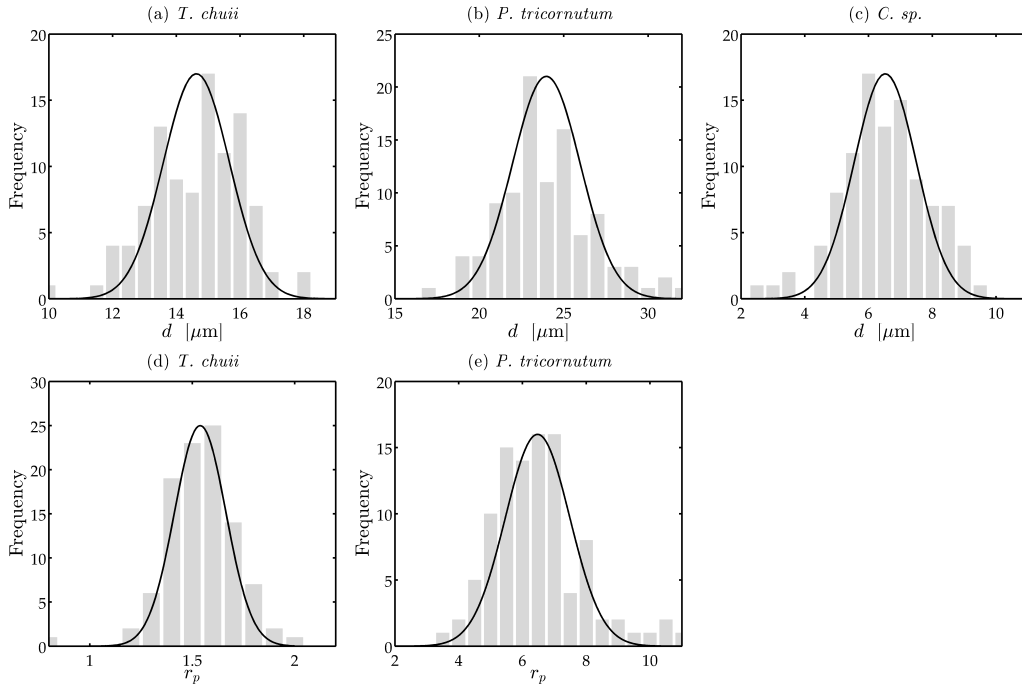 (a) T. chuii
(b) P. tricornutum
(c) C. sp.
20
15
10
5
0
Frequency
10 12 14 16 18
d [μm]
25
20
15
10
5
0
Frequency
15 20 25 30
d [μm]
20
15
10
5
0
Frequency
2 4 6 8 10
d [μm]
(d) T. chuii
(e) P. tricornutum
30
25
20
15
10
5
0
Frequency
1 1.5 2
r_p
20
15
10
5
0
Frequency
2 4 6 8 10
r_p